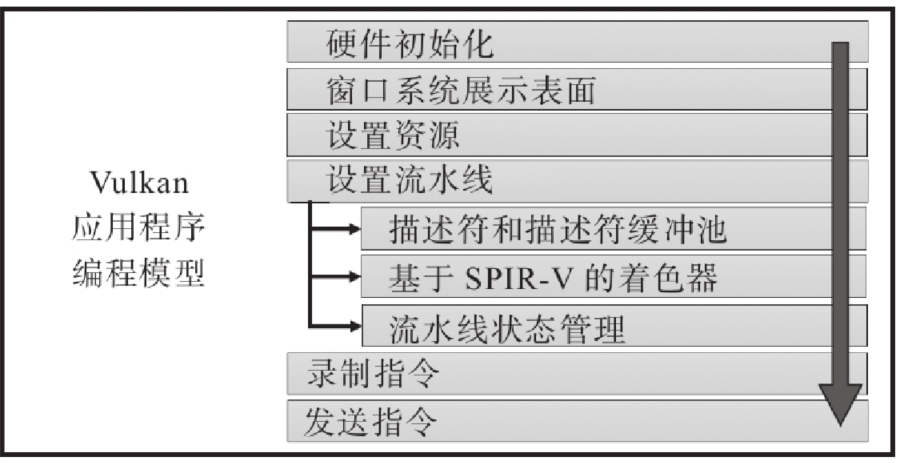 Vulkan
应用程序
编程模型
硬件初始化
窗口系统展示表面
设置资源
设置流水线
描述符和描述符缓冲池
基于 SPIR-V 的着色器
流水线状态管理
录制指令
发送指令